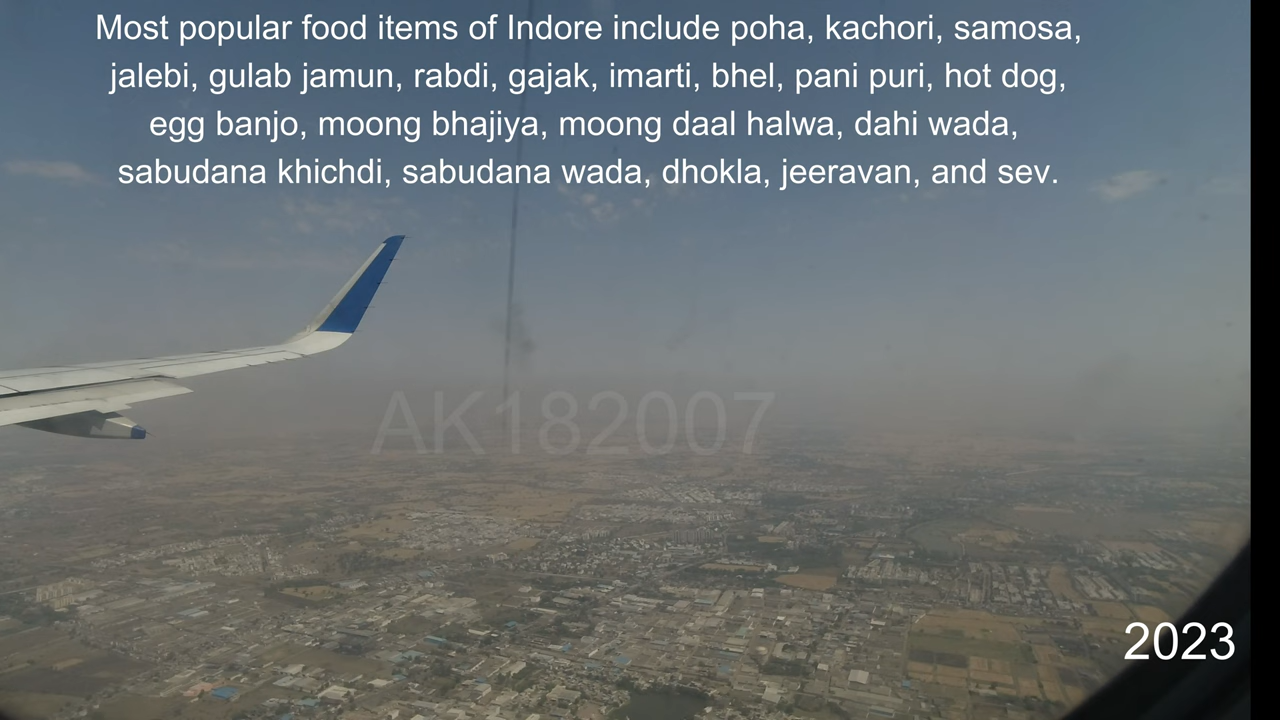 Most popular food items of Indore include poha, kachori, samosa,
jalebi, gulab jamun, rabdi, gajak, imarti, bhel, pani puri, hot dog,
egg banjo, moong bhajiya, moong daal halwa, dahi wada,
sabudana khichdi, sabudana wada, dhokla, jeeravan, and sev.
AK182007
2023